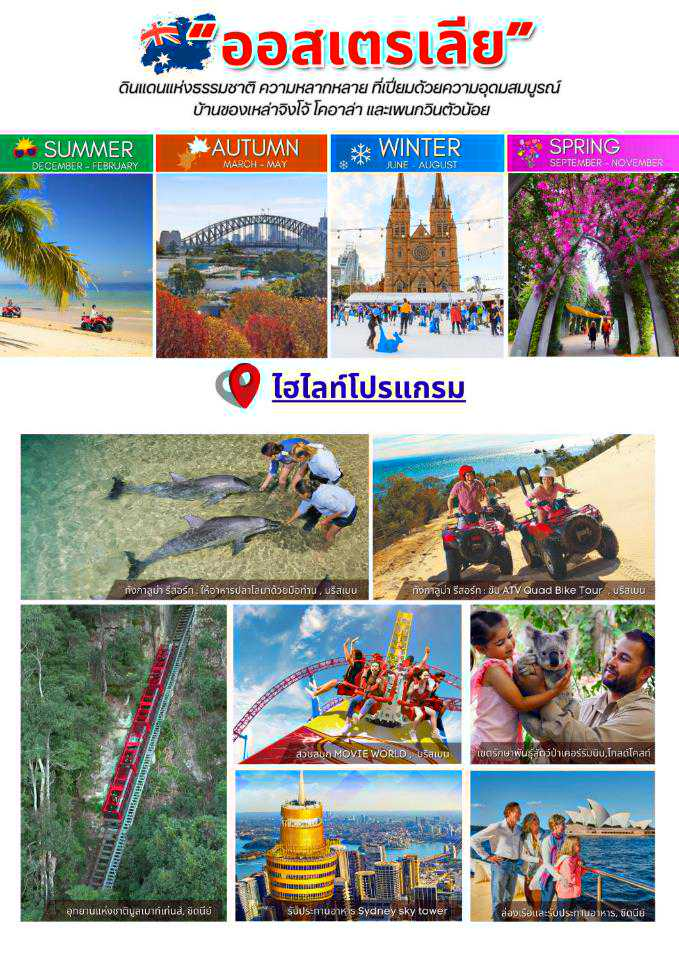 “ออสเตรเลีย”
ดินแดนแห่งธรรมชาติ ความหลากหลาย ที่เปี่ยมด้วยความอุดมสมบูรณ์
บ้านของเหล่าจิงโจ้ โคอาล่า และเพนกวินตัวน้อย
SUMMER
DECEMBER - FEBRUARY
AUTUMN
MARCH - MAY
WINTER
JUNE - AUGUST
SPRING
SEPTEMBER - NOVEMBER
ไฮไลท์โปรแกรม
ทังกาลูม่า รีสอร์ท : ให้อาหารปลาโลมาด้วยมือท่าน , บริสเบน
ทังกาลูม่า รีสอร์ท : ขับ ATV Quad Bike Tour , บริสเบน
สวนสนุก MOVIE WORLD , บริสเบน
เขตรักษาพันธุ์สัตว์ป่าเคอร์รัมบิน,โกลด์โคสท์
อุทยานแห่งชาติบูลเมาท์เท่นส์, ซิดนีย์
รับประทานอาหาร Sydney sky tower
ล่องเรือและรับประทานอาหาร, ซิดนีย์